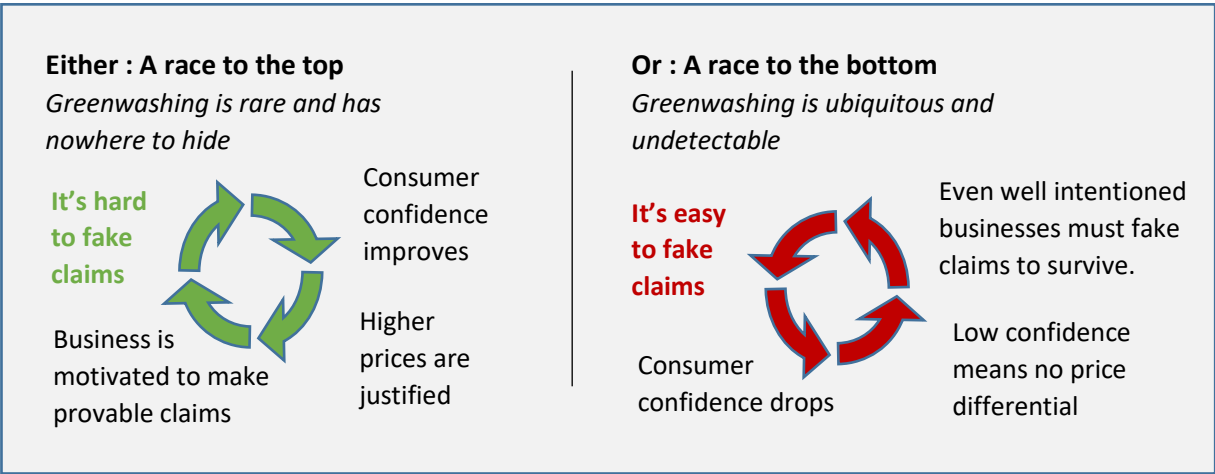 Either : A race to the top
Greenwashing is rare and has
nowhere to hide
It’s hard
to fake
claims
Consumer
confidence
improves
Higher
prices are
justified
Business is
motivated to make
provable claims
Or : A race to the bottom
Greenwashing is ubiquitous and
undetectable
It’s easy
to fake
claims
Consumer
confidence drops
Low confidence
means no price
differential
Even well intentioned
businesses must fake
claims to survive.